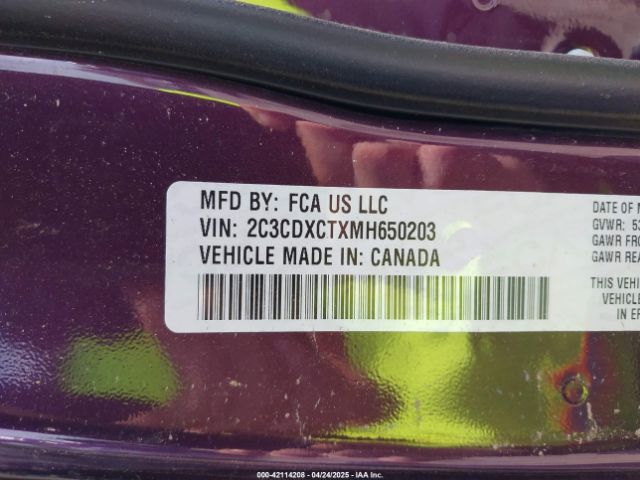 MFD BY: FCA US LLC
VIN: 2C3CDXCTXMH650203
VEHICLE MADE IN: CANADA
DATE OF
GVWR: 53
GAWR FRO
GAWR REA
THIS VEHI
VEHICLE
IN EF
000-42114208 - 04/24/2025 - IAA Inc.